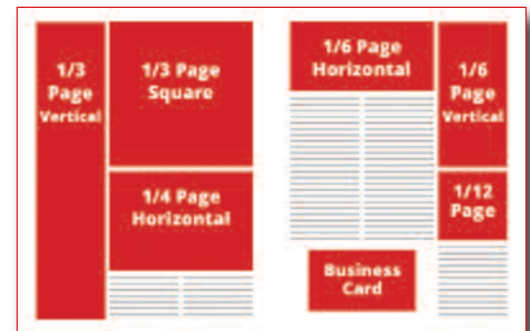 1/3
Page
Vertical
1/3 Page
Square
1/4 Page
Horizontal
1/6 Page
Horizontal
1/6
Page
Vertical
1/12
Page
Business
Card